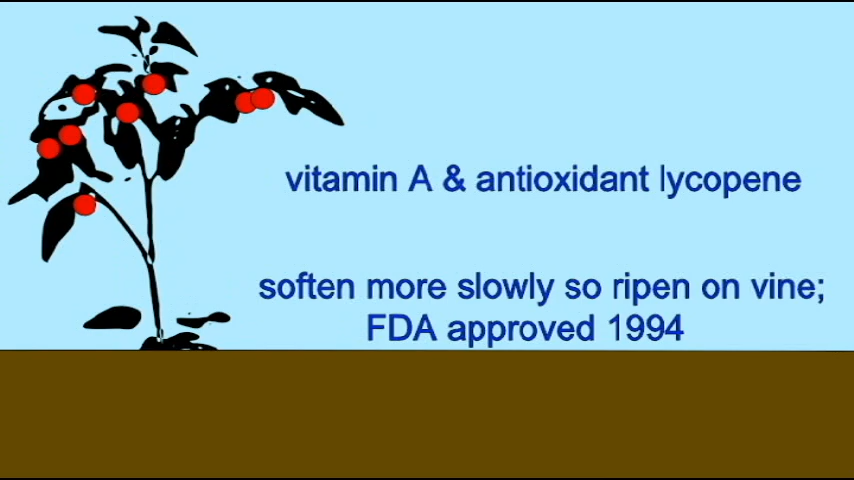 vitamin A & antioxidant lycopene
soften more slowly so ripen on vine;
FDA approved 1994